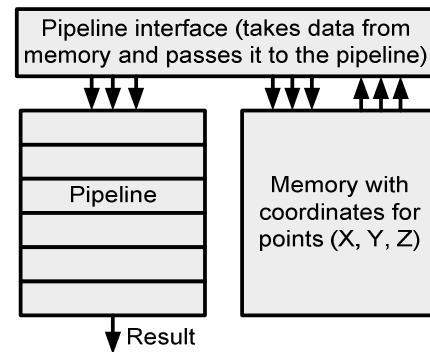 Pipeline interface (takes data from
memory and passes it to the pipeline)
Pipeline
Memory with
coordinates for
points (X, Y, Z)
Result